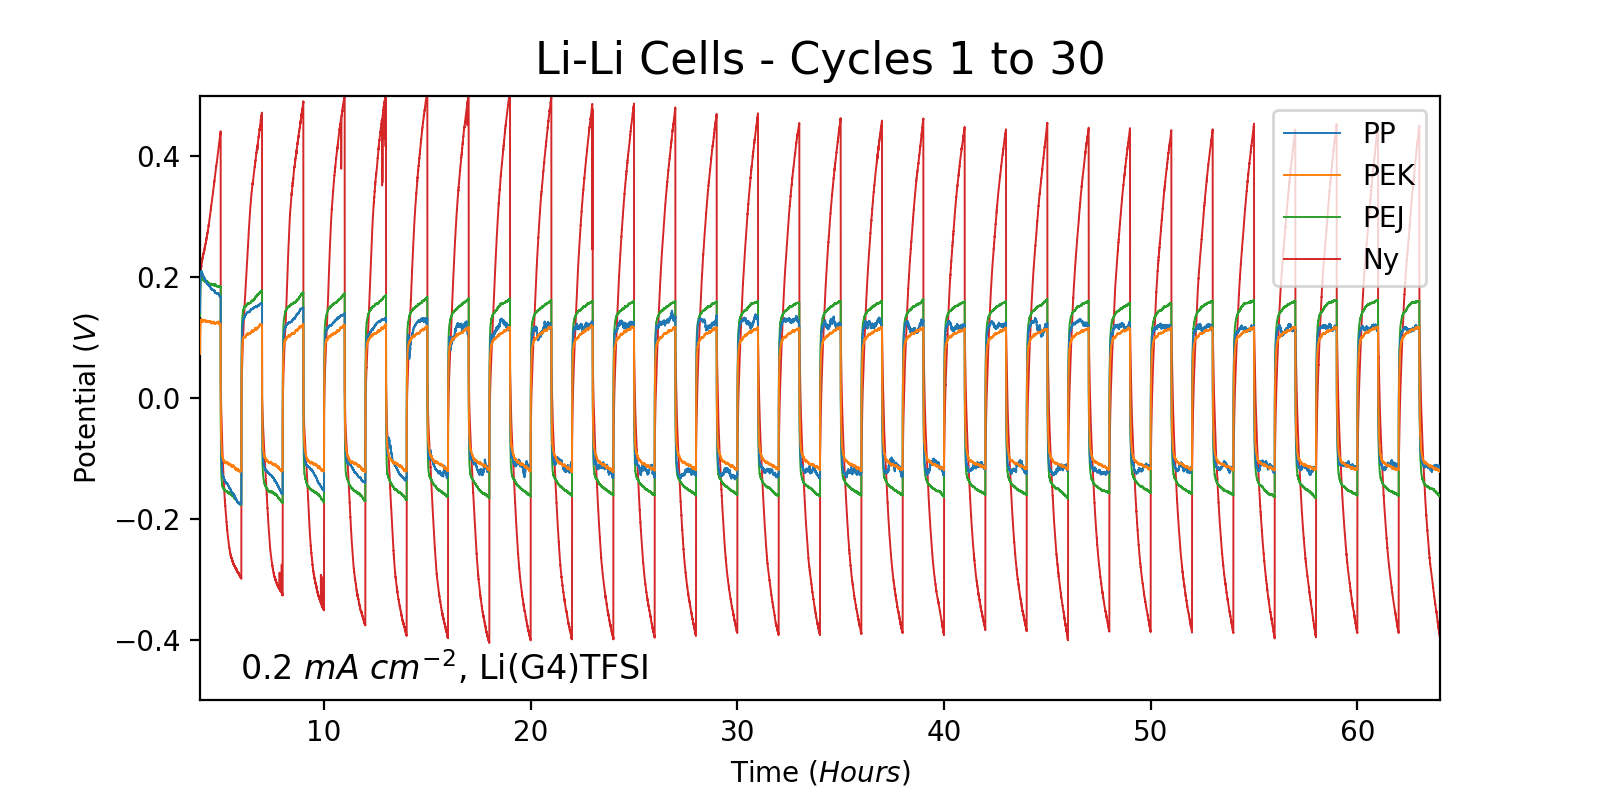 Li-Li Cells - Cycles 1 to 30
Potential (V)
0.4
0.2
0.0
−0.2
−0.4
PP
PEK
PEJ
Ny
0.2 mA cm⁻², Li(G4)TFSI
10 20 30 40 50 60
Time (Hours)